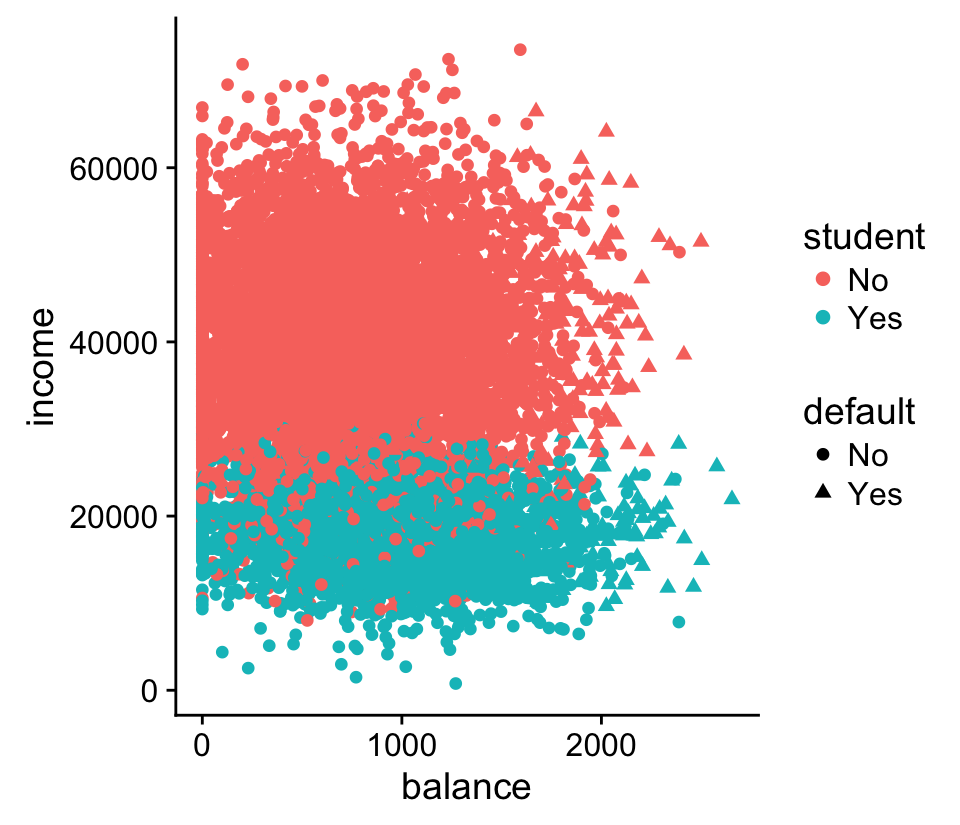 60000
40000
20000
0
income
0
1000
2000
balance
student
No
Yes
default
No
Yes